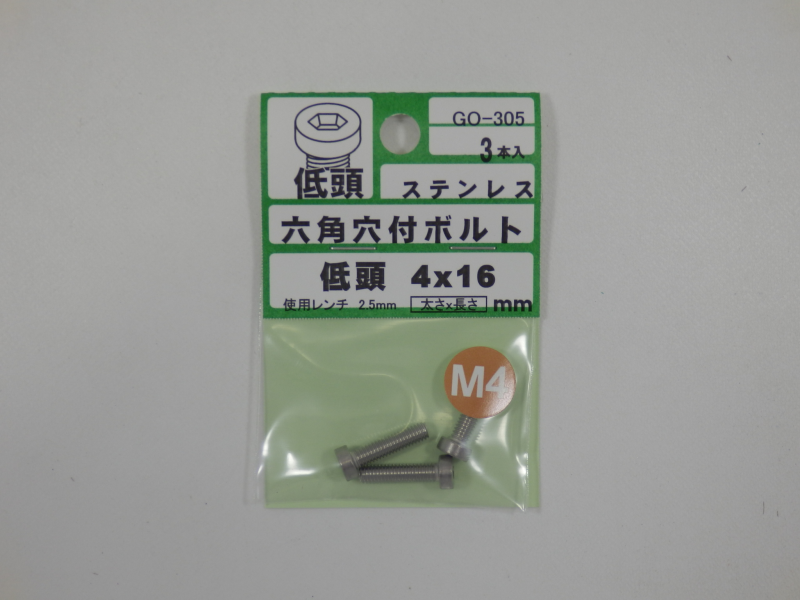 GO-305
3本入
低頭
ステンレス
六角穴付ボルト
低頭 4x16
使用レンチ 2.5mm 太さx長さ mm
M4